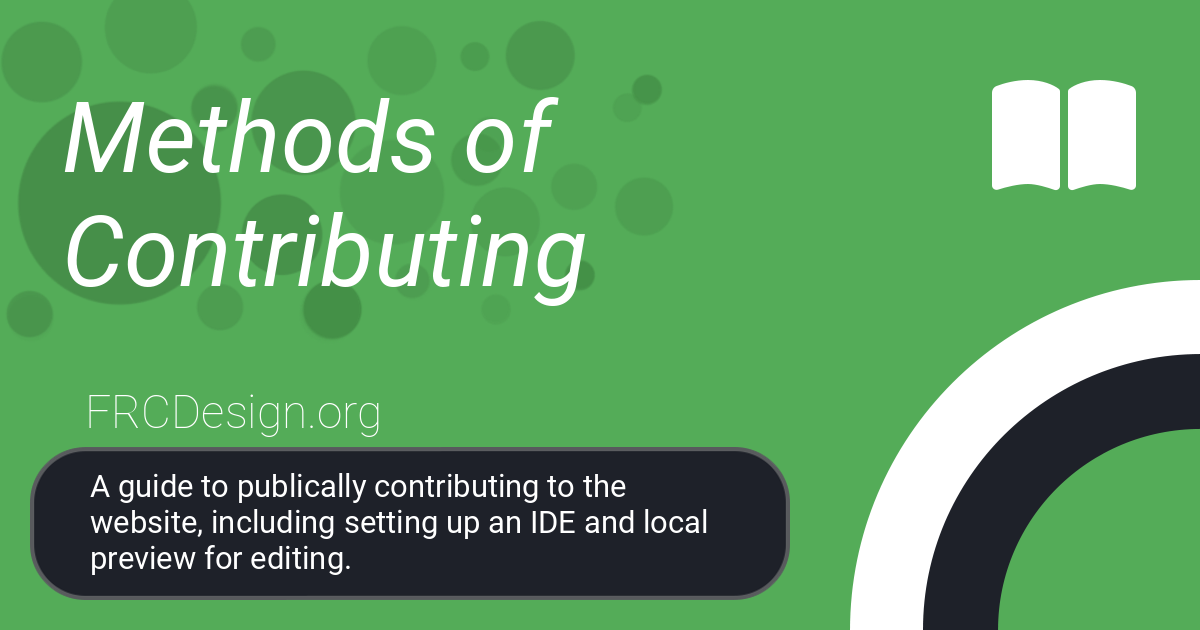 Methods of
Contributing
FRCDesign.org
A guide to publically contributing to the
website, including setting up an IDE and local
preview for editing.